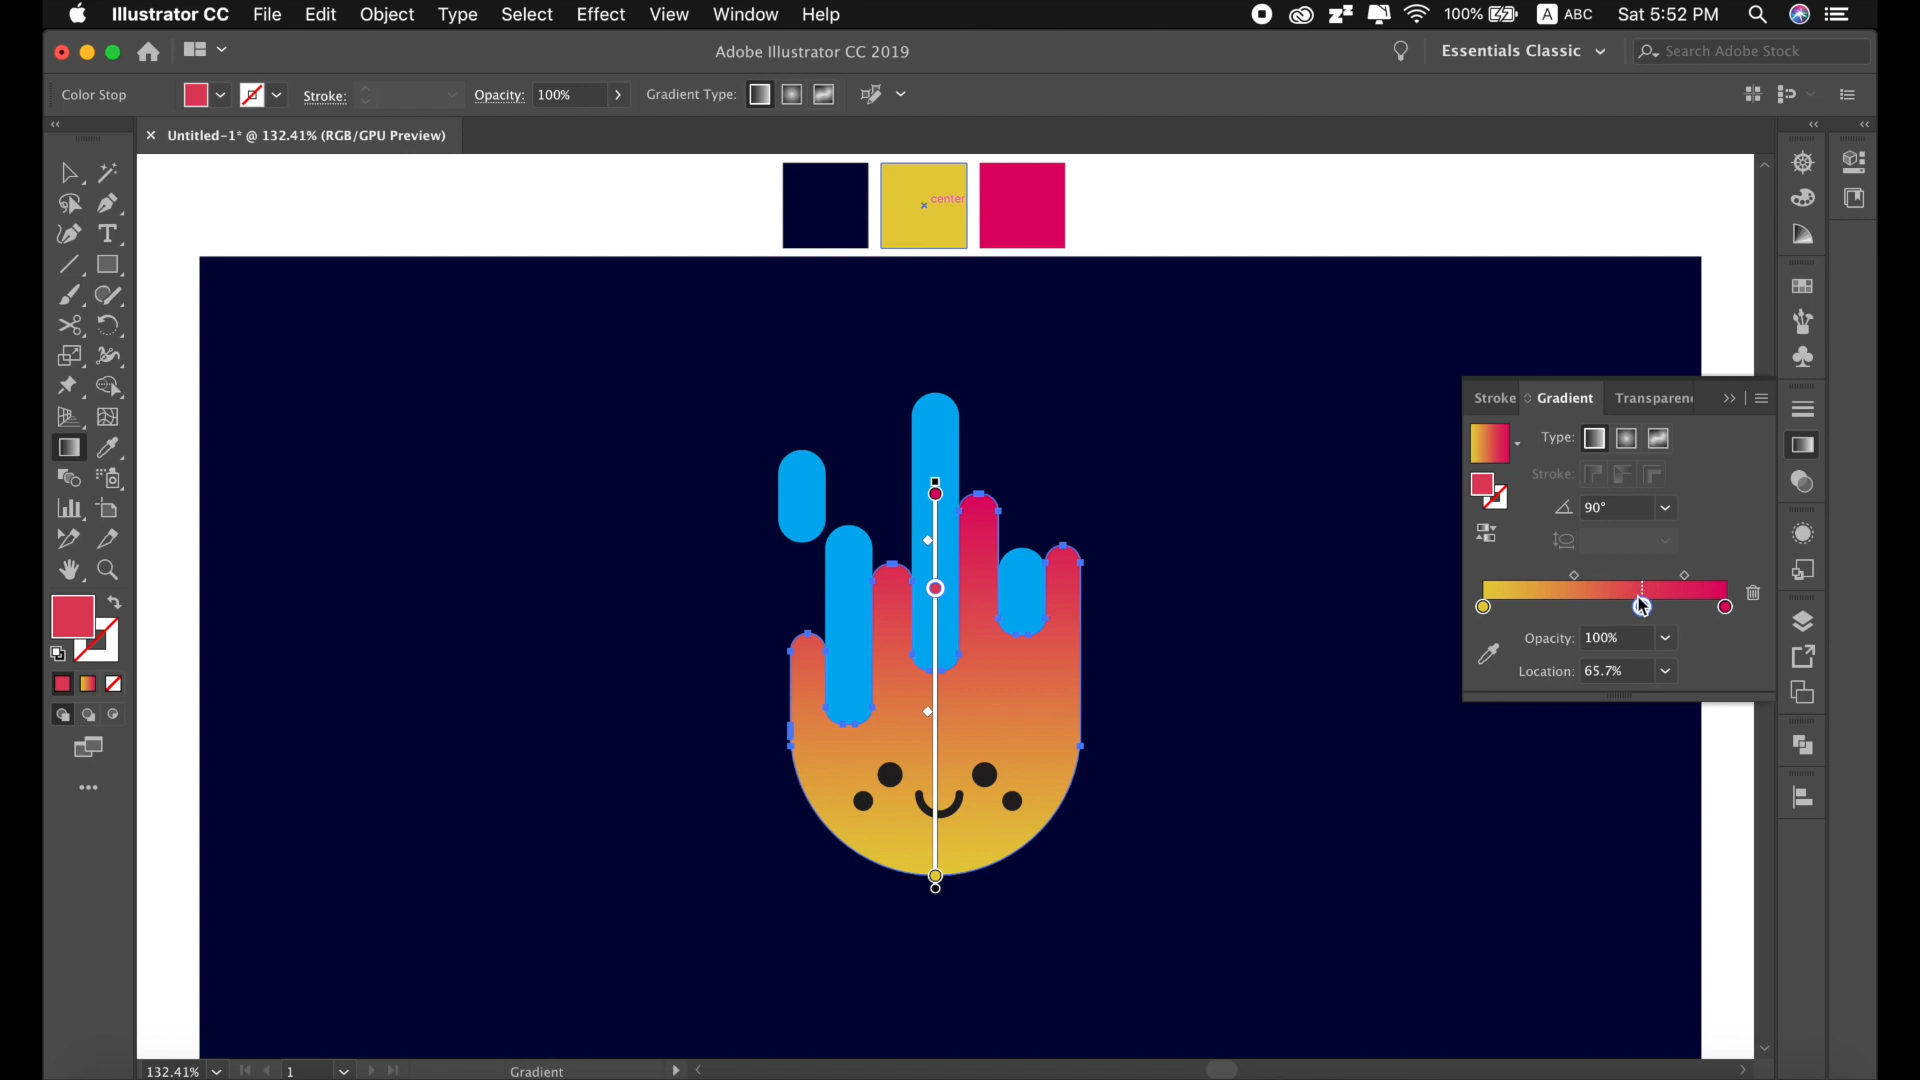 Illustrator CC File Edit Object Type Select Effect View Window Help 100% A ABC Sat 5:52 PM
Adobe Illustrator CC 2019 Essentials Classic Search Adobe Stock
Color Stop Stroke: Opacity: 100% Gradient Type:
× Untitled-1* @ 132.41% (RGB/GPU Preview)
center
Stroke Gradient Transparen
Type:
Stroke:
90°
Opacity: 100%
Location: 65.7%
132.41% 1 Gradient